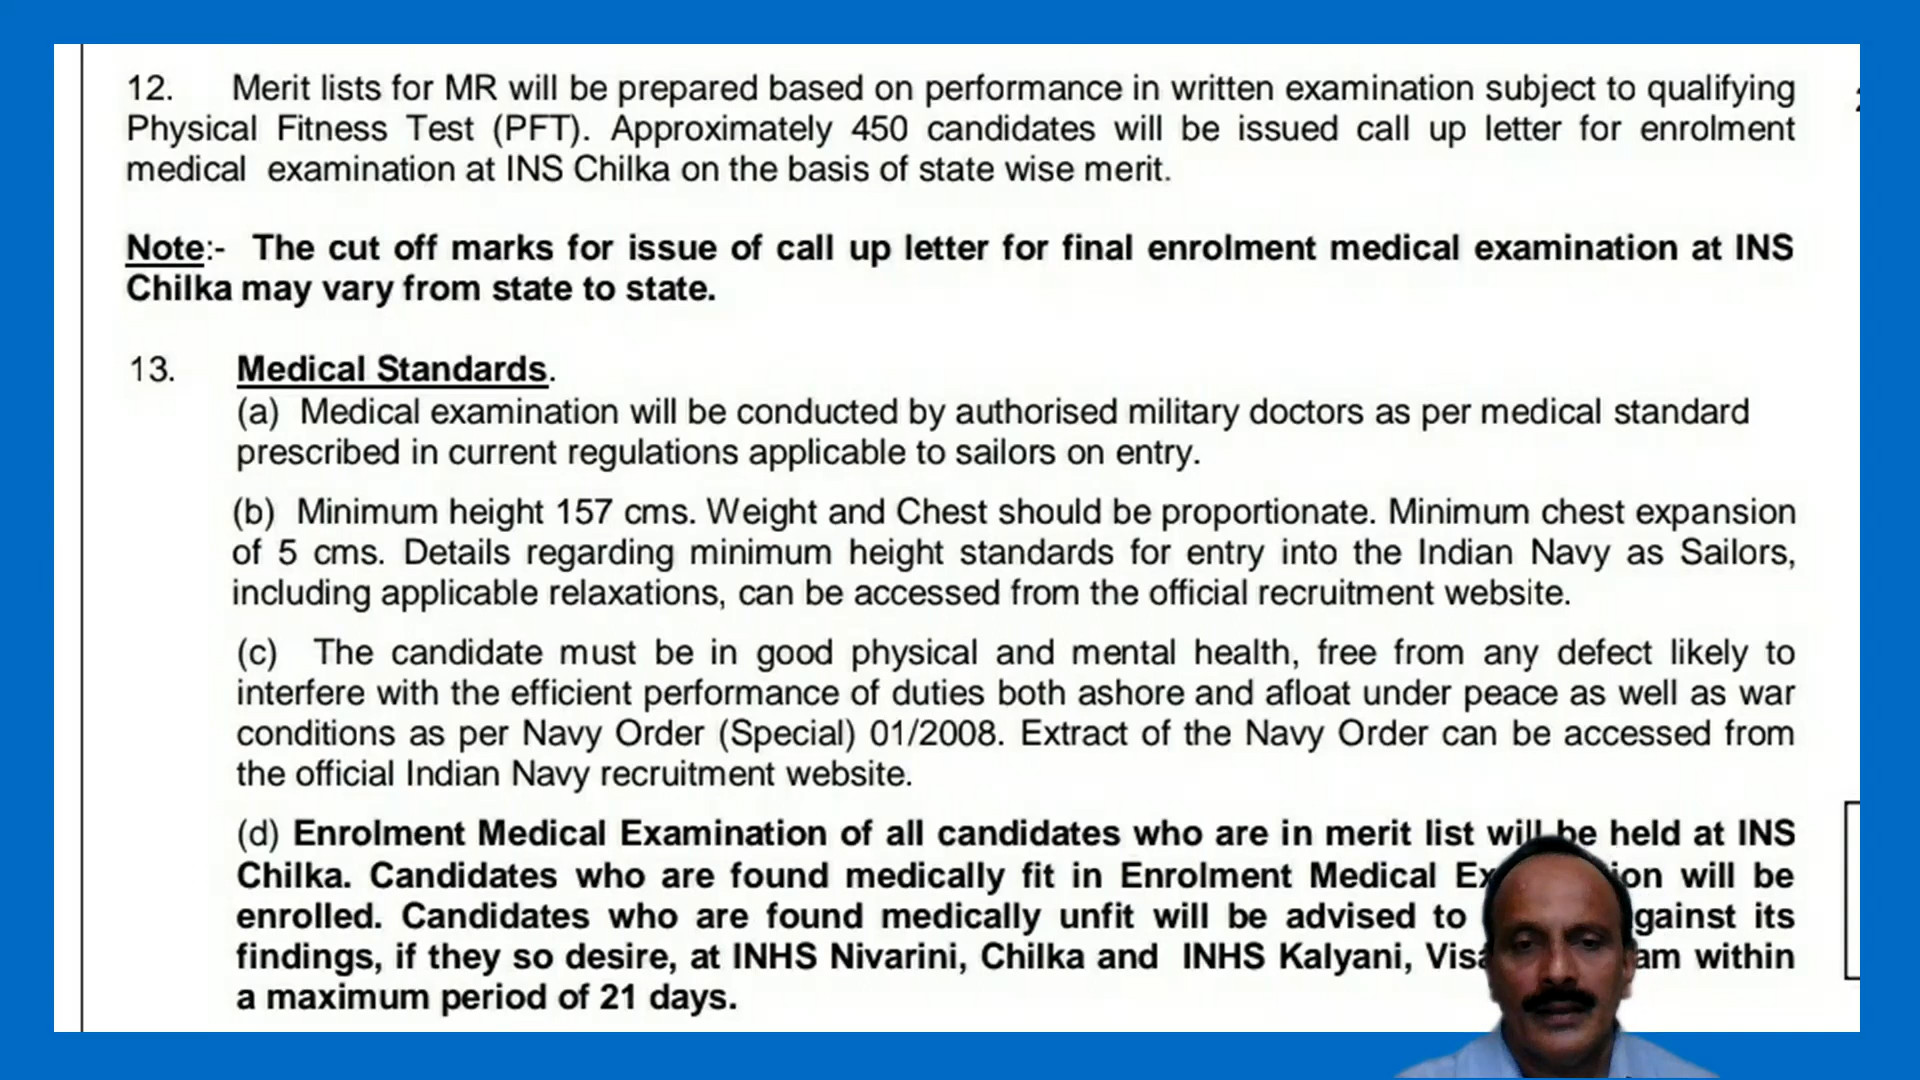 12. Merit lists for MR will be prepared based on performance in written examination subject to qualifying
Physical Fitness Test (PFT). Approximately 450 candidates will be issued call up letter for enrolment
medical examination at INS Chilka on the basis of state wise merit.
Note:- The cut off marks for issue of call up letter for final enrolment medical examination at INS
Chilka may vary from state to state.
13. Medical Standards.
(a) Medical examination will be conducted by authorised military doctors as per medical standard
prescribed in current regulations applicable to sailors on entry.
(b) Minimum height 157 cms. Weight and Chest should be proportionate. Minimum chest expansion
of 5 cms. Details regarding minimum height standards for entry into the Indian Navy as Sailors,
including applicable relaxations, can be accessed from the official recruitment website.
(c) The candidate must be in good physical and mental health, free from any defect likely to
interfere with the efficient performance of duties both ashore and afloat under peace as well as war
conditions as per Navy Order (Special) 01/2008. Extract of the Navy Order can be accessed from
the official Indian Navy recruitment website.
(d) Enrolment Medical Examination of all candidates who are in merit list will be held at INS
Chilka. Candidates who are found medically fit in Enrolment Medical will be
enrolled. Candidates who are found medically unfit will be advised to its
findings, if they so desire, at INHS Nivarini, Chilka and INHS Kalyani, within
a maximum period of 21 days.